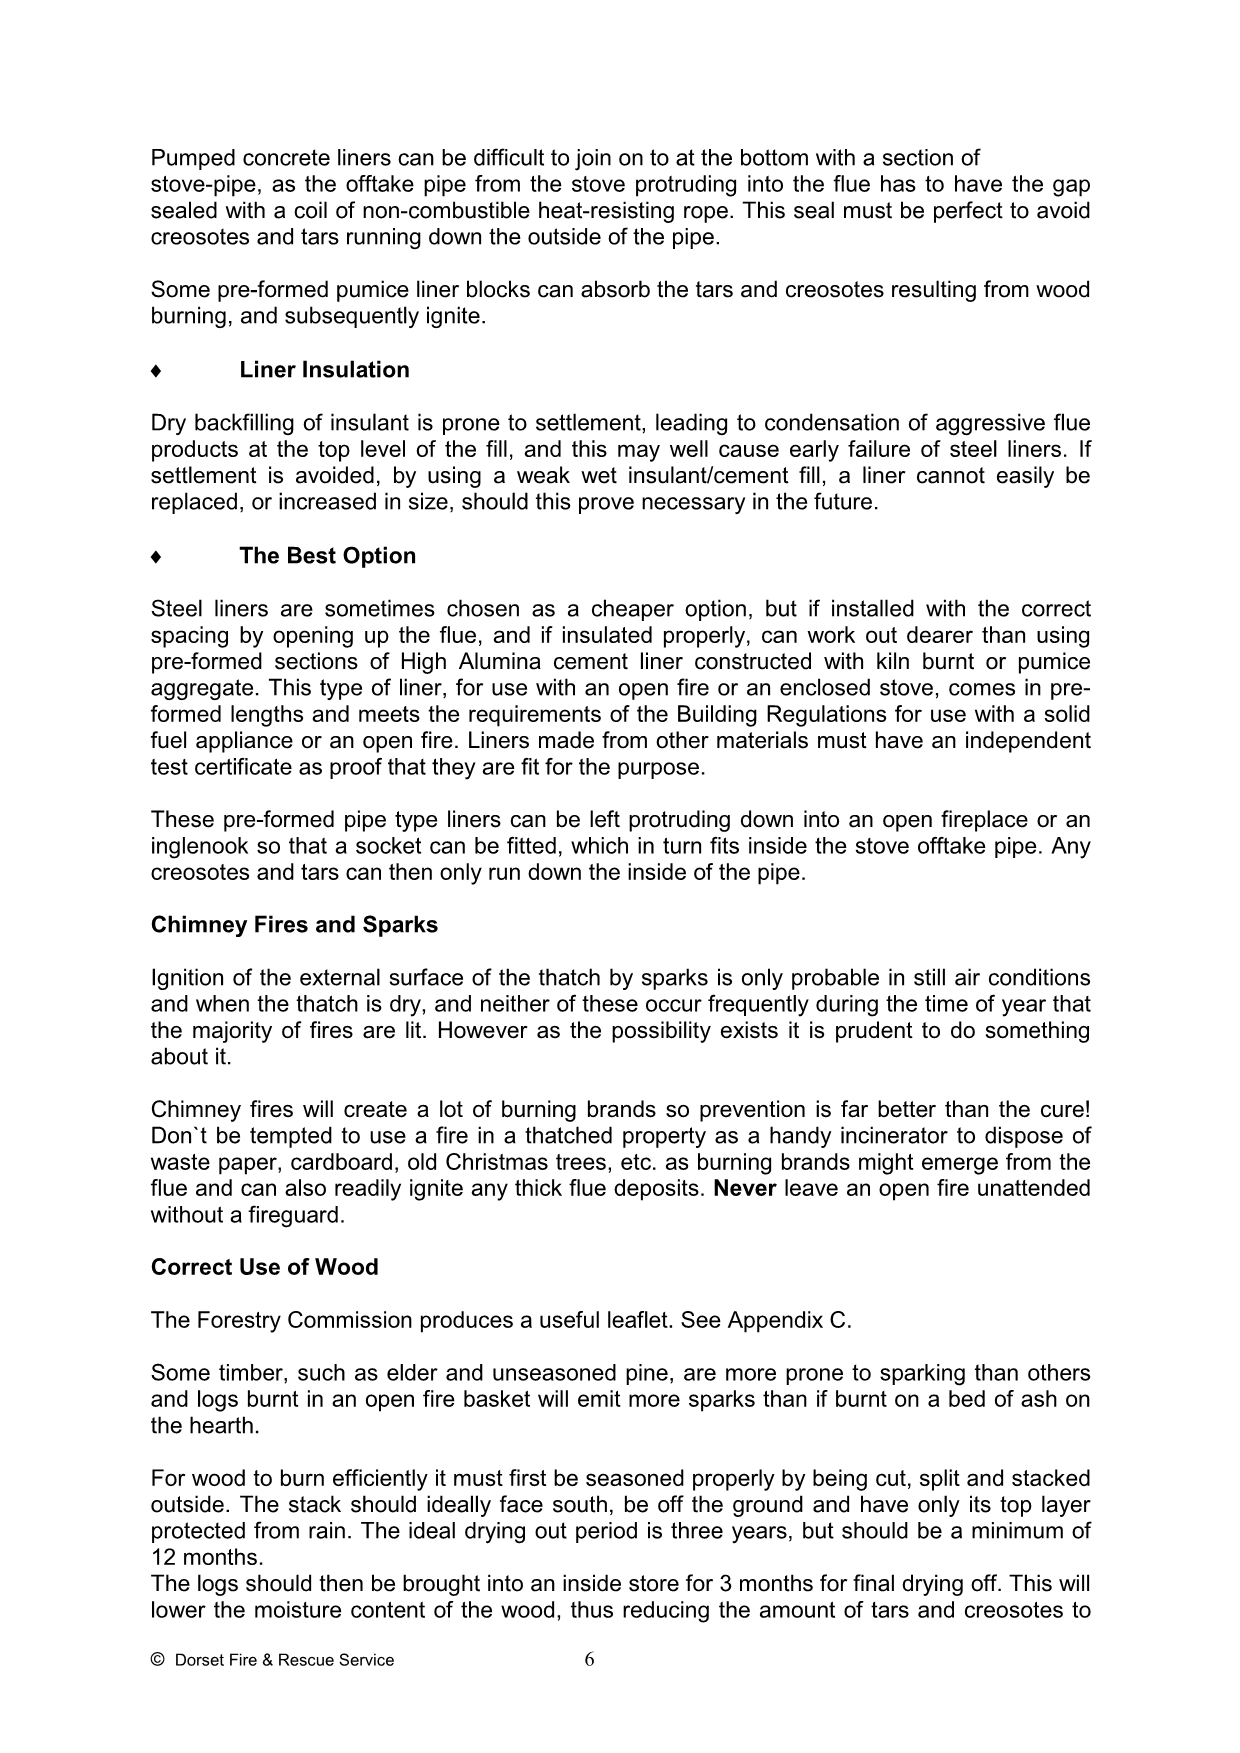 Pumped concrete liners can be difficult to join on to at the bottom with a section of
stove-pipe, as the offtake pipe from the stove protruding into the flue has to have the gap
sealed with a coil of non-combustible heat-resisting rope. This seal must be perfect to avoid
creosotes and tars running down the outside of the pipe.
Some pre-formed pumice liner blocks can absorb the tars and creosotes resulting from wood
burning, and subsequently ignite.
♦ Liner Insulation
Dry backfilling of insulant is prone to settlement, leading to condensation of aggressive flue
products at the top level of the fill, and this may well cause early failure of steel liners. If
settlement is avoided, by using a weak wet insulant/cement fill, a liner cannot easily be
replaced, or increased in size, should this prove necessary in the future.
♦ The Best Option
Steel liners are sometimes chosen as a cheaper option, but if installed with the correct
spacing by opening up the flue, and if insulated properly, can work out dearer than using
pre-formed sections of High Alumina cement liner constructed with kiln burnt or pumice
aggregate. This type of liner, for use with an open fire or an enclosed stove, comes in pre-
formed lengths and meets the requirements of the Building Regulations for use with a solid
fuel appliance or an open fire. Liners made from other materials must have an independent
test certificate as proof that they are fit for the purpose.
These pre-formed pipe type liners can be left protruding down into an open fireplace or an
inglenook so that a socket can be fitted, which in turn fits inside the stove offtake pipe. Any
creosotes and tars can then only run down the inside of the pipe.
Chimney Fires and Sparks
Ignition of the external surface of the thatch by sparks is only probable in still air conditions
and when the thatch is dry, and neither of these occur frequently during the time of year that
the majority of fires are lit. However as the possibility exists it is prudent to do something
about it.
Chimney fires will create a lot of burning brands so prevention is far better than the cure!
Don`t be tempted to use a fire in a thatched property as a handy incinerator to dispose of
waste paper, cardboard, old Christmas trees, etc. as burning brands might emerge from the
flue and can also readily ignite any thick flue deposits. Never leave an open fire unattended
without a fireguard.
Correct Use of Wood
The Forestry Commission produces a useful leaflet. See Appendix C.
Some timber, such as elder and unseasoned pine, are more prone to sparking than others
and logs burnt in an open fire basket will emit more sparks than if burnt on a bed of ash on
the hearth.
For wood to burn efficiently it must first be seasoned properly by being cut, split and stacked
outside. The stack should ideally face south, be off the ground and have only its top layer
protected from rain. The ideal drying out period is three years, but should be a minimum of
12 months.
The logs should then be brought into an inside store for 3 months for final drying off. This will
lower the moisture content of the wood, thus reducing the amount of tars and creosotes to
© Dorset Fire & Rescue Service 6